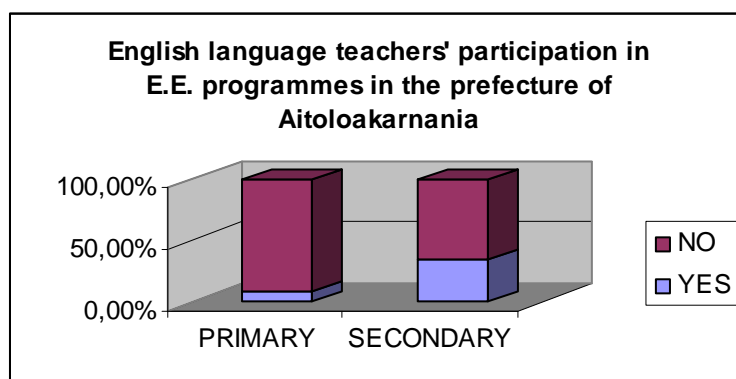 English language teachers' participation in
E.E. programmes in the prefecture of
Aitoloakarnania
100,00%
50,00%
0,00%
PRIMARY
SECONDARY
NO
YES